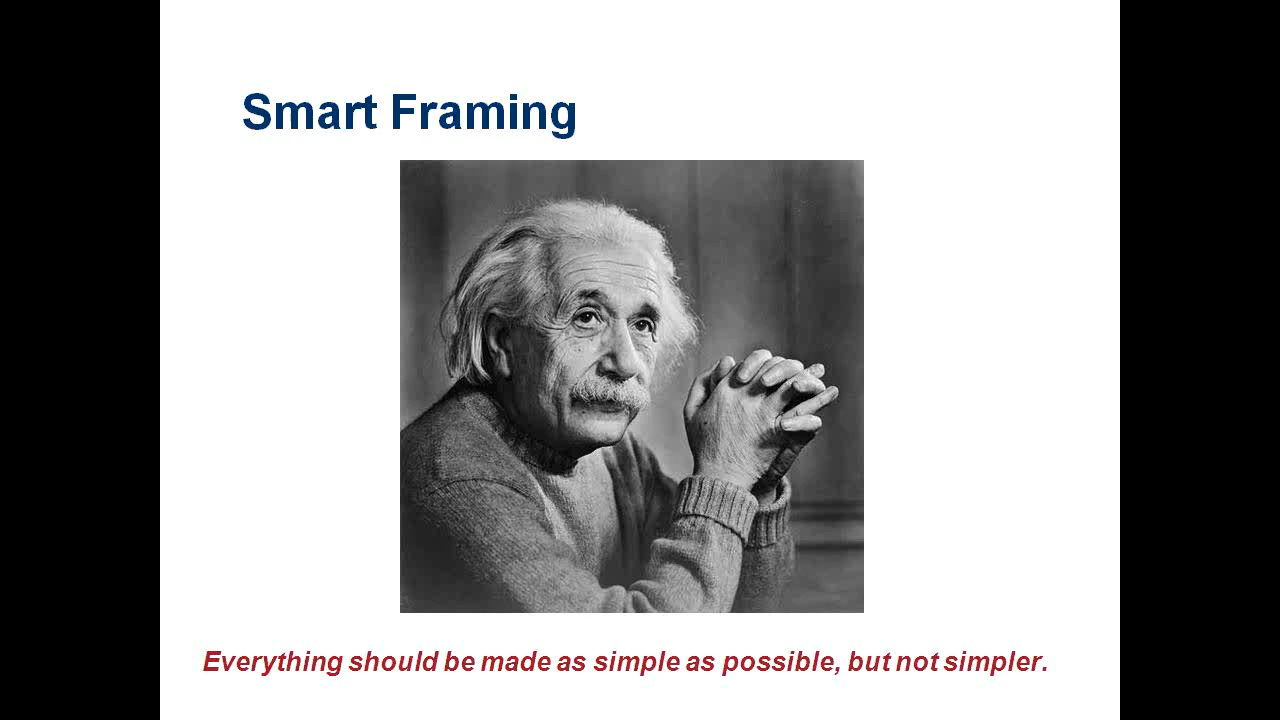 Smart Framing
Everything should be made as simple as possible, but not simpler.